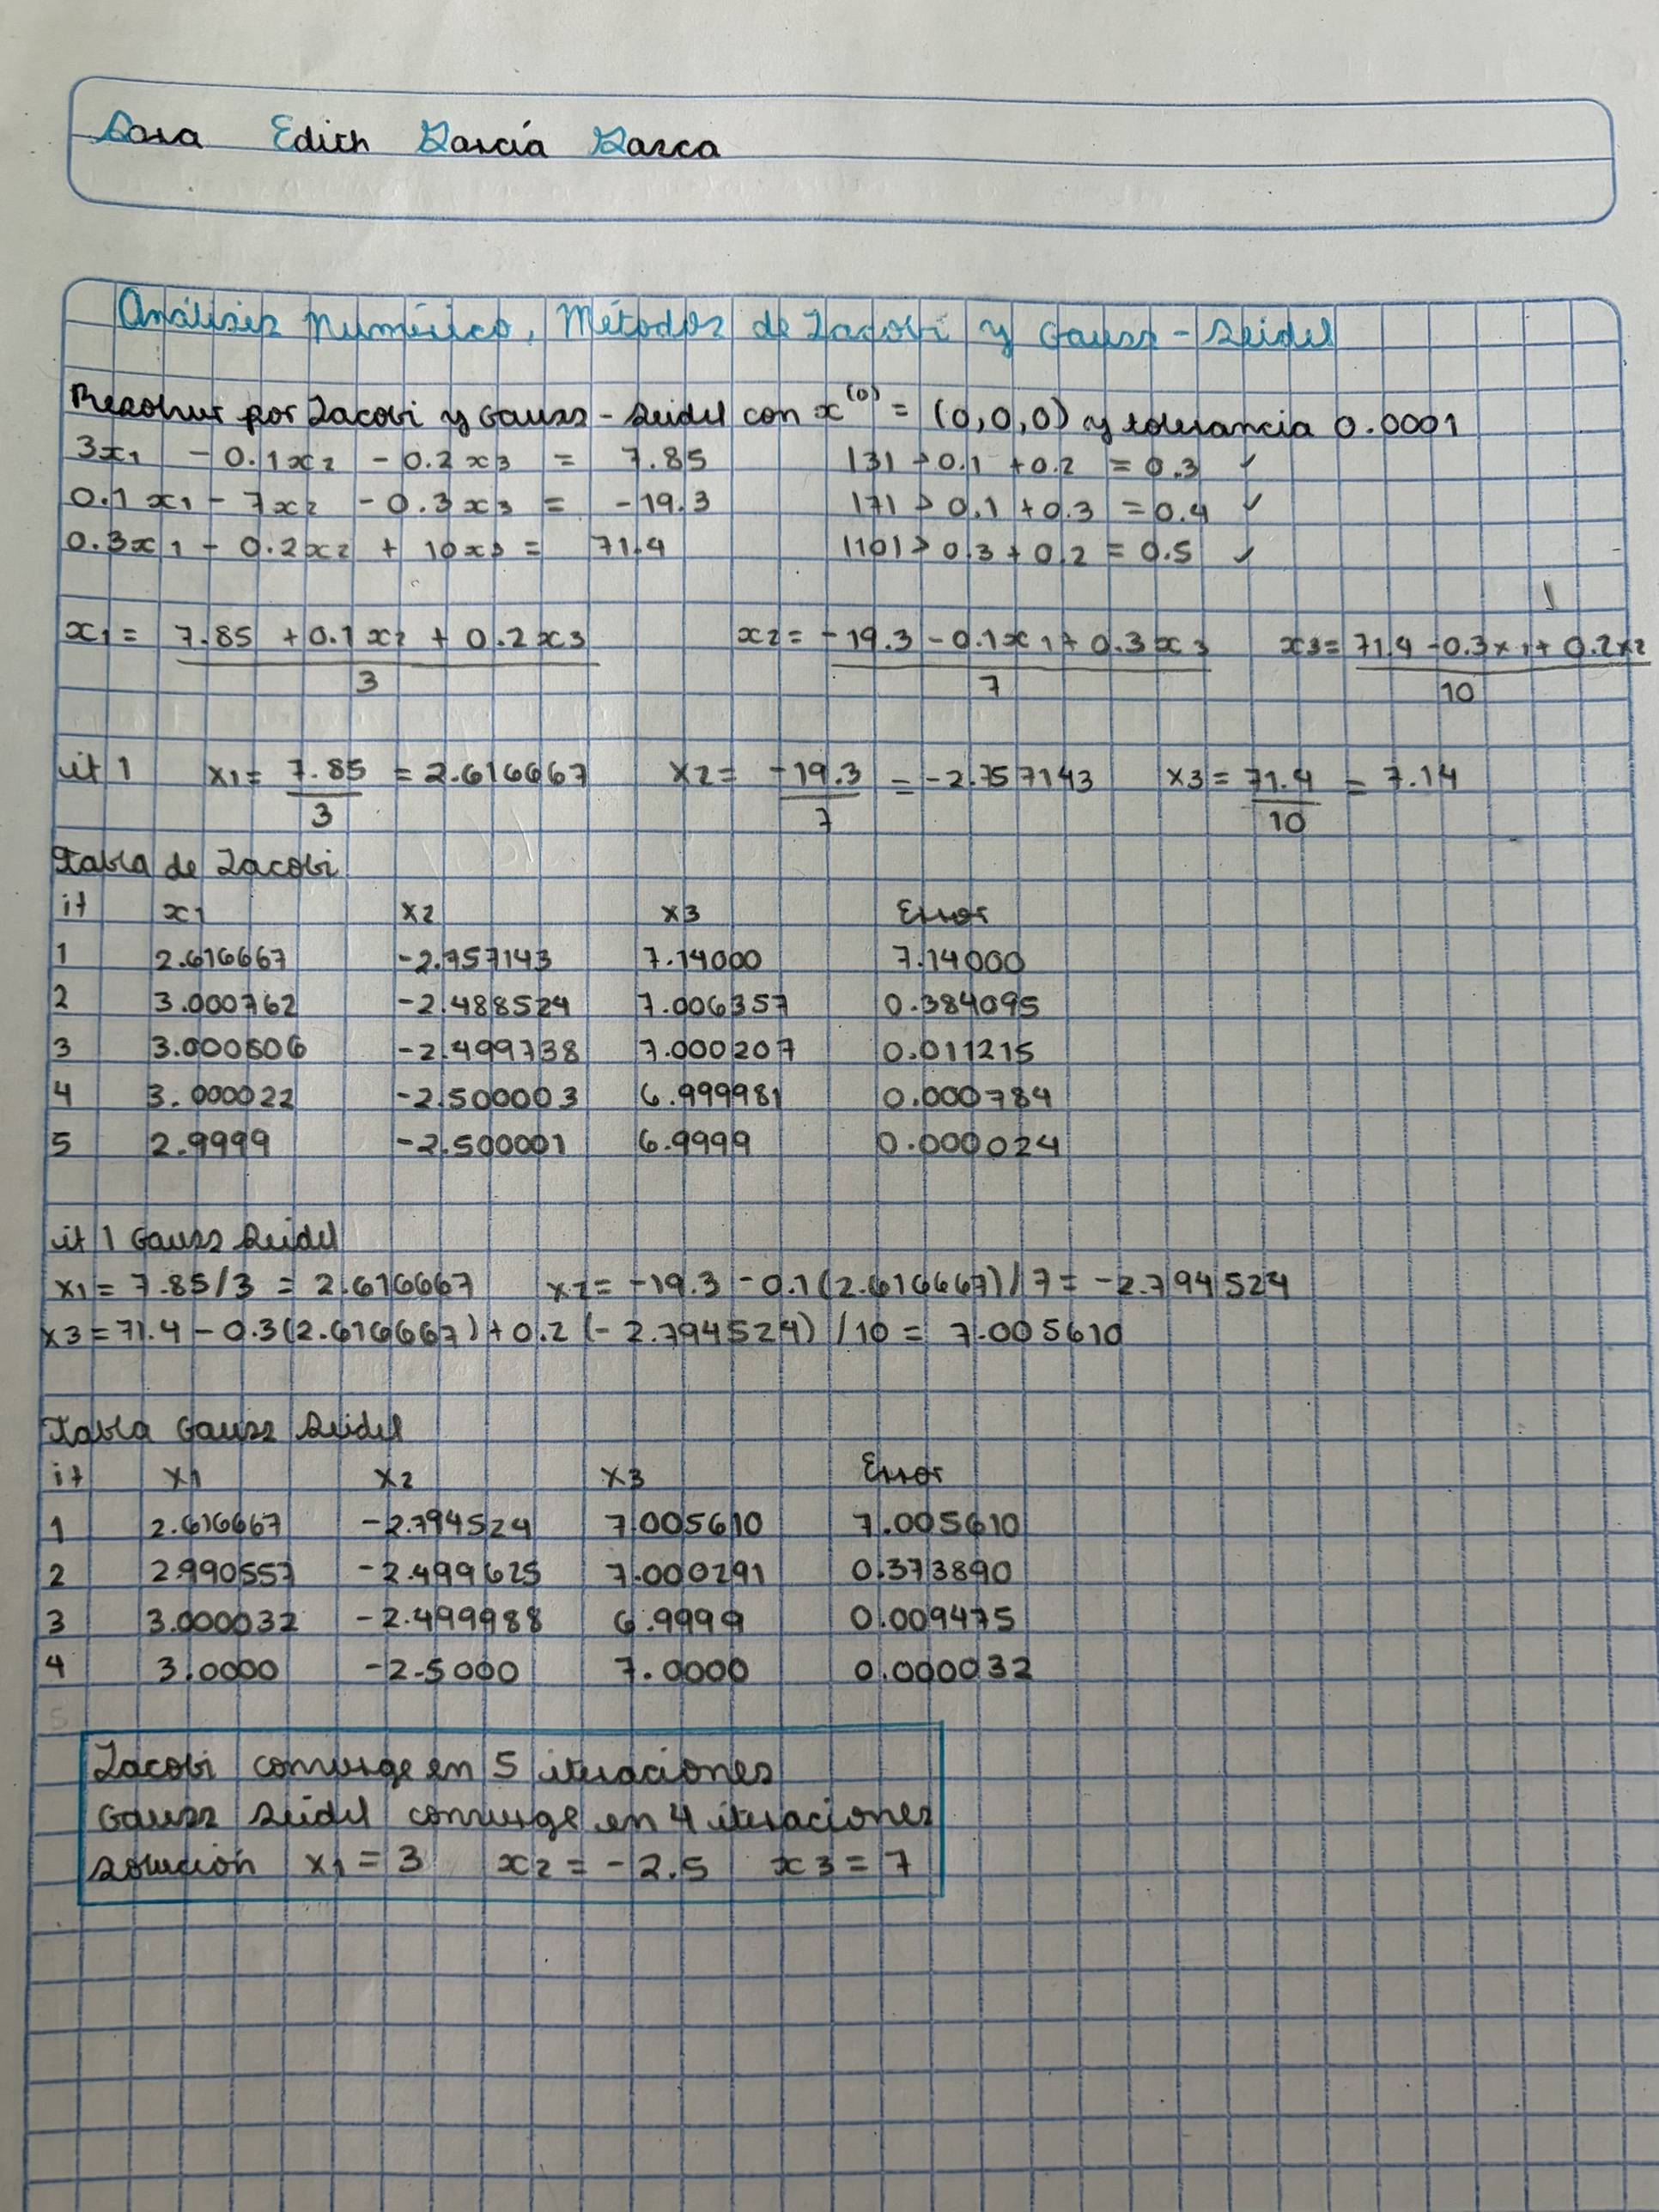 Sara Edith García Garca
Análisis numérico, Métodos de Jacobi y Gauss-Seidel
Resolver por Jacobi y Gauss-Seidel con x^(0) = (0,0,0) y tolerancia 0.0001
3x1 - 0.1x2 - 0.2x3 = 7.85 |3| > 0.1 + 0.2 = 0.3 ✓
0.1x1 - 7x2 - 0.3x3 = -19.3 |7| > 0.1 + 0.3 = 0.4 ✓
0.3x1 - 0.2x2 + 10x3 = 71.4 |10| > 0.3 + 0.2 = 0.5 ✓
x1 = 7.85 + 0.1x2 + 0.2x3 / 3 x2 = -19.3 - 0.1x1 + 0.3x3 / 7 x3 = 71.4 - 0.3x1 + 0.2x2 / 10
it 1 x1 = 7.85 / 3 = 2.616667 x2 = -19.3 / 7 = -2.757143 x3 = 71.4 / 10 = 7.14
Tabla de Jacobi
it x1 x2 x3 Error
1 2.616667 -2.757143 7.14000 7.14000
2 3.000762 -2.488524 7.006357 0.384095
3 3.000806 -2.499738 7.000207 0.011215
4 3.000022 -2.500003 6.999981 0.000784
5 2.9999 -2.500001 6.9999 0.000024
it 1 Gauss Seidel
x1 = 7.85/3 = 2.616667 x2 = -19.3 - 0.1(2.616667)/7 = -2.794524
x3 = 71.4 - 0.3(2.616667) + 0.2(-2.794524) /10 = 7.005610
Tabla Gauss Seidel
it x1 x2 x3 Error
1 2.616667 -2.794524 7.005610 7.005610
2 2.990557 -2.499625 7.000291 0.373890
3 3.000032 -2.499988 6.9999 0.009475
4 3.0000 -2.5000 7.0000 0.000032
5
Jacobi converge en 5 iteraciones
Gauss Seidel converge en 4 iteraciones
solución x1 = 3 x2 = -2.5 x3 = 7